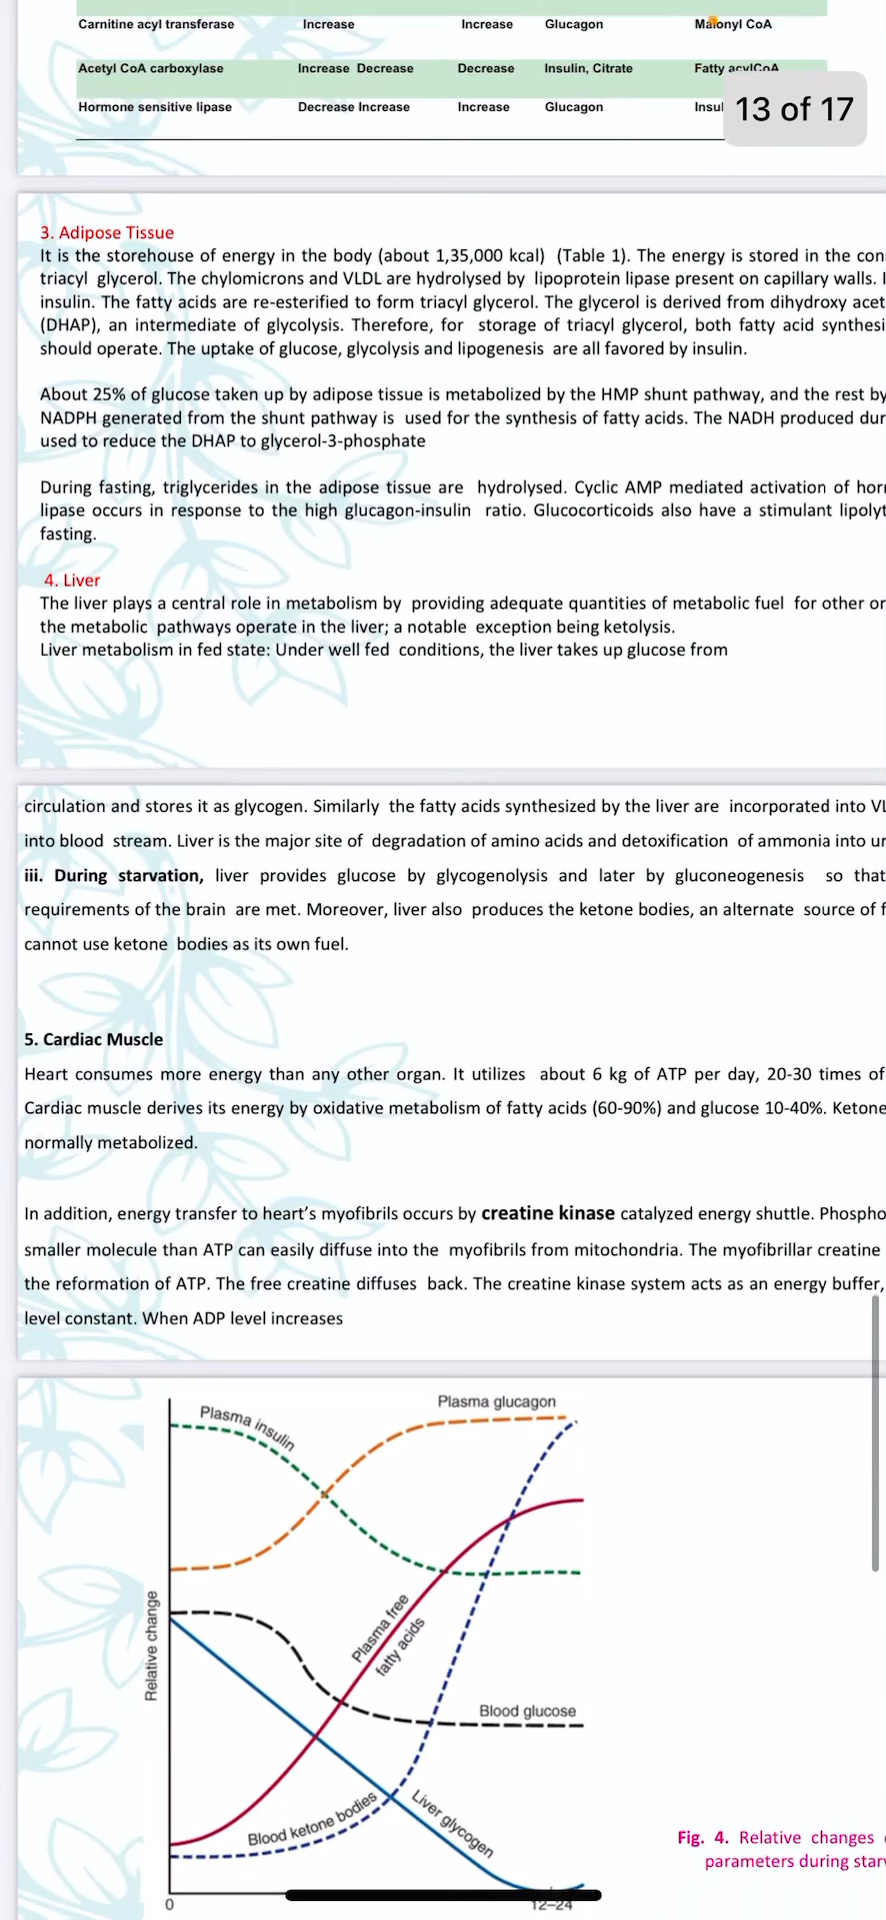 Carnitine acyl transferase Increase Increase Glucagon Malonyl CoA
Acetyl CoA carboxylase Increase Decrease Decrease Insulin, Citrate Fatty acylCoA
Hormone sensitive lipase Decrease Increase Increase Glucagon Insul
13 of 17
3. Adipose Tissue
It is the storehouse of energy in the body (about 1,35,000 kcal) (Table 1). The energy is stored in the con
triacyl glycerol. The chylomicrons and VLDL are hydrolysed by lipoprotein lipase present on capillary walls.
insulin. The fatty acids are re-esterified to form triacyl glycerol. The glycerol is derived from dihydroxy acet
(DHAP), an intermediate of glycolysis. Therefore, for storage of triacyl glycerol, both fatty acid synthesi
should operate. The uptake of glucose, glycolysis and lipogenesis are all favored by insulin.
About 25% of glucose taken up by adipose tissue is metabolized by the HMP shunt pathway, and the rest by
NADPH generated from the shunt pathway is used for the synthesis of fatty acids. The NADH produced dur
used to reduce the DHAP to glycerol-3-phosphate
During fasting, triglycerides in the adipose tissue are hydrolysed. Cyclic AMP mediated activation of hor
lipase occurs in response to the high glucagon-insulin ratio. Glucocorticoids also have a stimulant lipolyt
fasting.
4. Liver
The liver plays a central role in metabolism by providing adequate quantities of metabolic fuel for other or
the metabolic pathways operate in the liver; a notable exception being ketolysis.
Liver metabolism in fed state: Under well fed conditions, the liver takes up glucose from
circulation and stores it as glycogen. Similarly the fatty acids synthesized by the liver are incorporated into VL
into blood stream. Liver is the major site of degradation of amino acids and detoxification of ammonia into ur
iii. During starvation, liver provides glucose by glycogenolysis and later by gluconeogenesis so that
requirements of the brain are met. Moreover, liver also produces the ketone bodies, an alternate source of f
cannot use ketone bodies as its own fuel.
5. Cardiac Muscle
Heart consumes more energy than any other organ. It utilizes about 6 kg of ATP per day, 20-30 times of
Cardiac muscle derives its energy by oxidative metabolism of fatty acids (60-90%) and glucose 10-40%. Ketone
normally metabolized.
In addition, energy transfer to heart's myofibrils occurs by creatine kinase catalyzed energy shuttle. Phospho
smaller molecule than ATP can easily diffuse into the myofibrils from mitochondria. The myofibrillar creatine
the reformation of ATP. The free creatine diffuses back. The creatine kinase system acts as an energy buffer,
level constant. When ADP level increases
Plasma glucagon
Plasma insulin
Relative change
Plasma free
fatty acids
Blood glucose
Blood ketone bodies
Liver glycogen
Fig. 4. Relative changes
parameters during starv
0 12–24